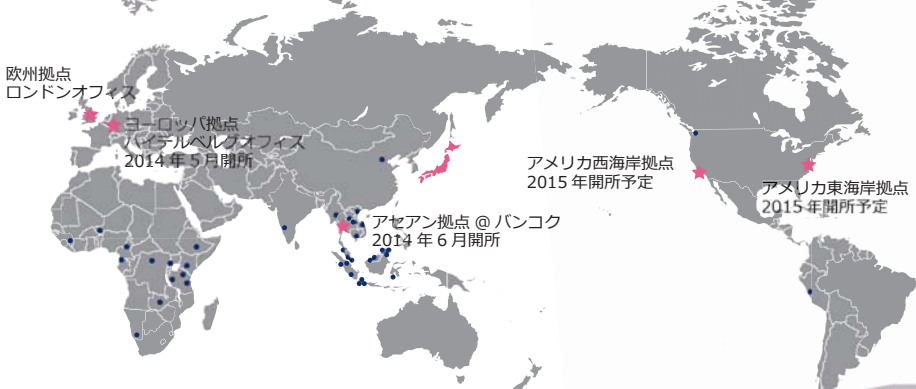 欧州拠点
ロンドンオフィス
ヨーロッパ拠点
ハイデルベルグオフィス
2014 年 5 月開所
アセアン拠点 @ バンコク
2014 年 6 月開所
アメリカ西海岸拠点
2015 年開所予定
アメリカ東海岸拠点
2015 年開所予定